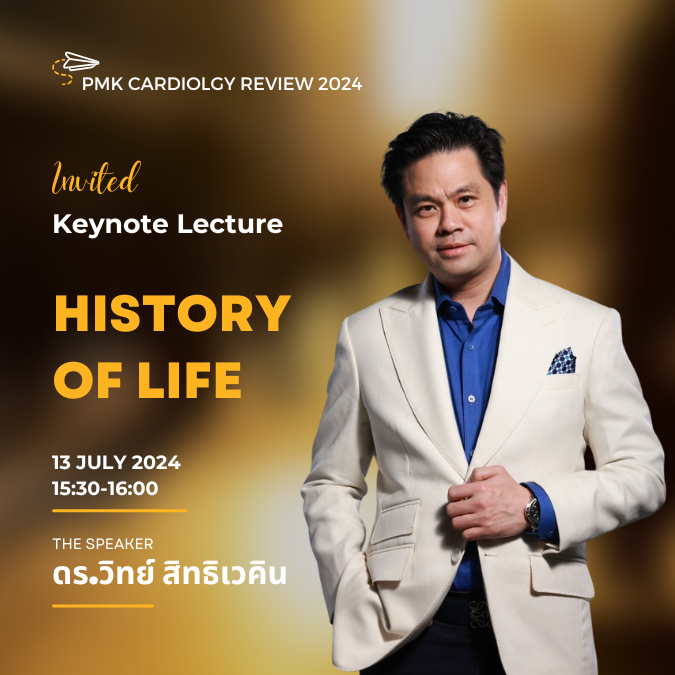 PMK CARDIOLGY REVIEW 2024
Invited
Keynote Lecture
HISTORY
OF LIFE
13 JULY 2024
15:30-16:00
THE SPEAKER
ดร.วิทย์ สิทธิเวคิน